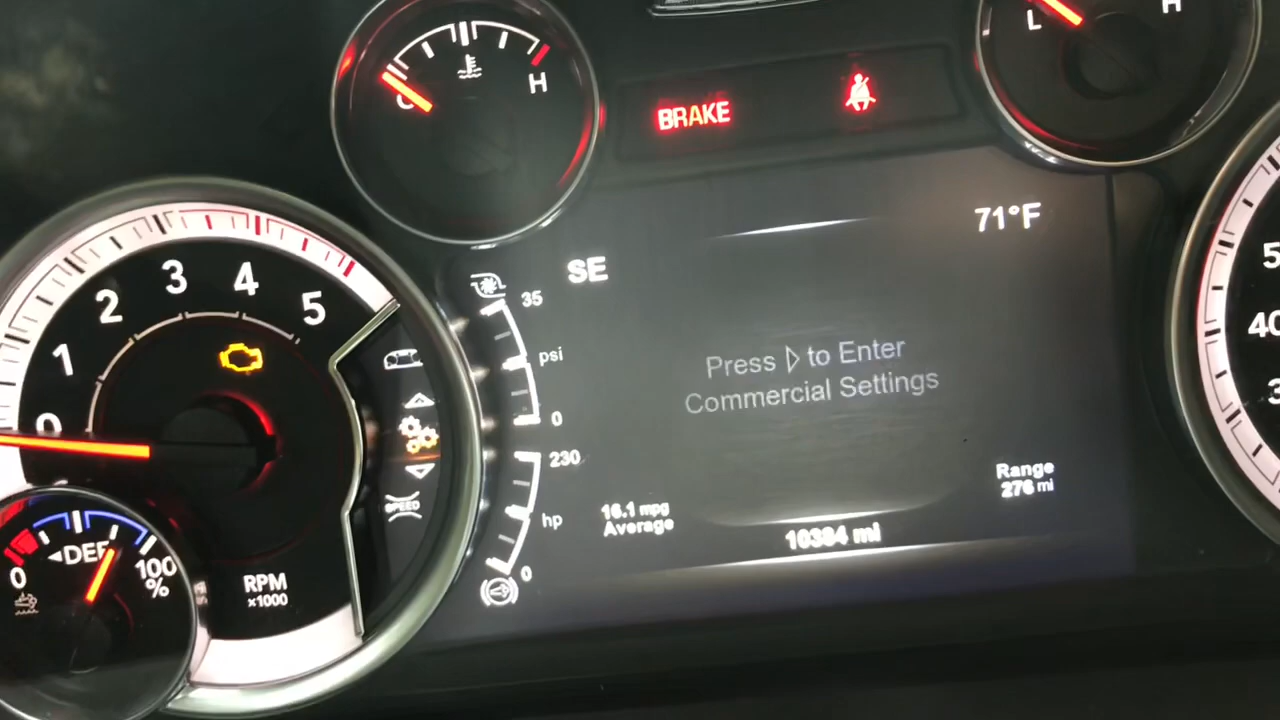 C
H
BRAKE
L
H
71°F
SE
35
psi
0
230
hp
0
Press ▷ to Enter
Commercial Settings
16.1 mpg
Average
10384 mi
Range
276 mi
0
1
2
3
4
5
RPM
x1000
SPEED
0
◄DEF
100
%
5
40
3